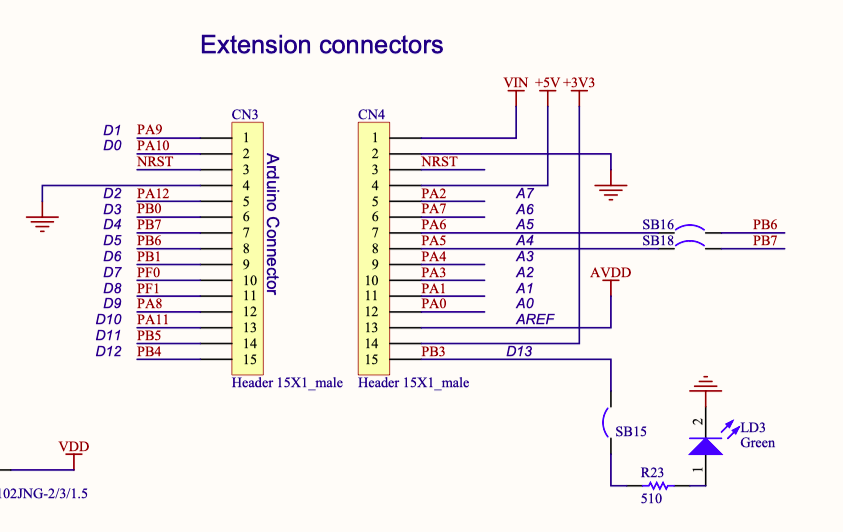 Extension connectors
VIN +5V +3V3
CN3
CN4
D1 PA9 1
D0 PA10 2
NRST 3
4
D2 PA12 5
D3 PB0 6
D4 PB7 7
D5 PB6 8
D6 PB1 9
D7 PF0 10
D8 PF1 11
D9 PA8 12
D10 PA11 13
D11 PB5 14
D12 PB4 15
Arduino Connector
Header 15X1_male
1
2
3 NRST
4
5 PA2 A7
6 PA7 A6
7 PA6 A5 SB16 PB6
8 PA5 A4 SB18 PB7
9 PA4 A3
10 PA3 A2
11 PA1 A1
12 PA0 A0
13 AREF
14
15 PB3 D13
Header 15X1_male
AVDD
SB15
2
LD3
Green
1
R23
510
VDD
102JNG-2/3/1.5